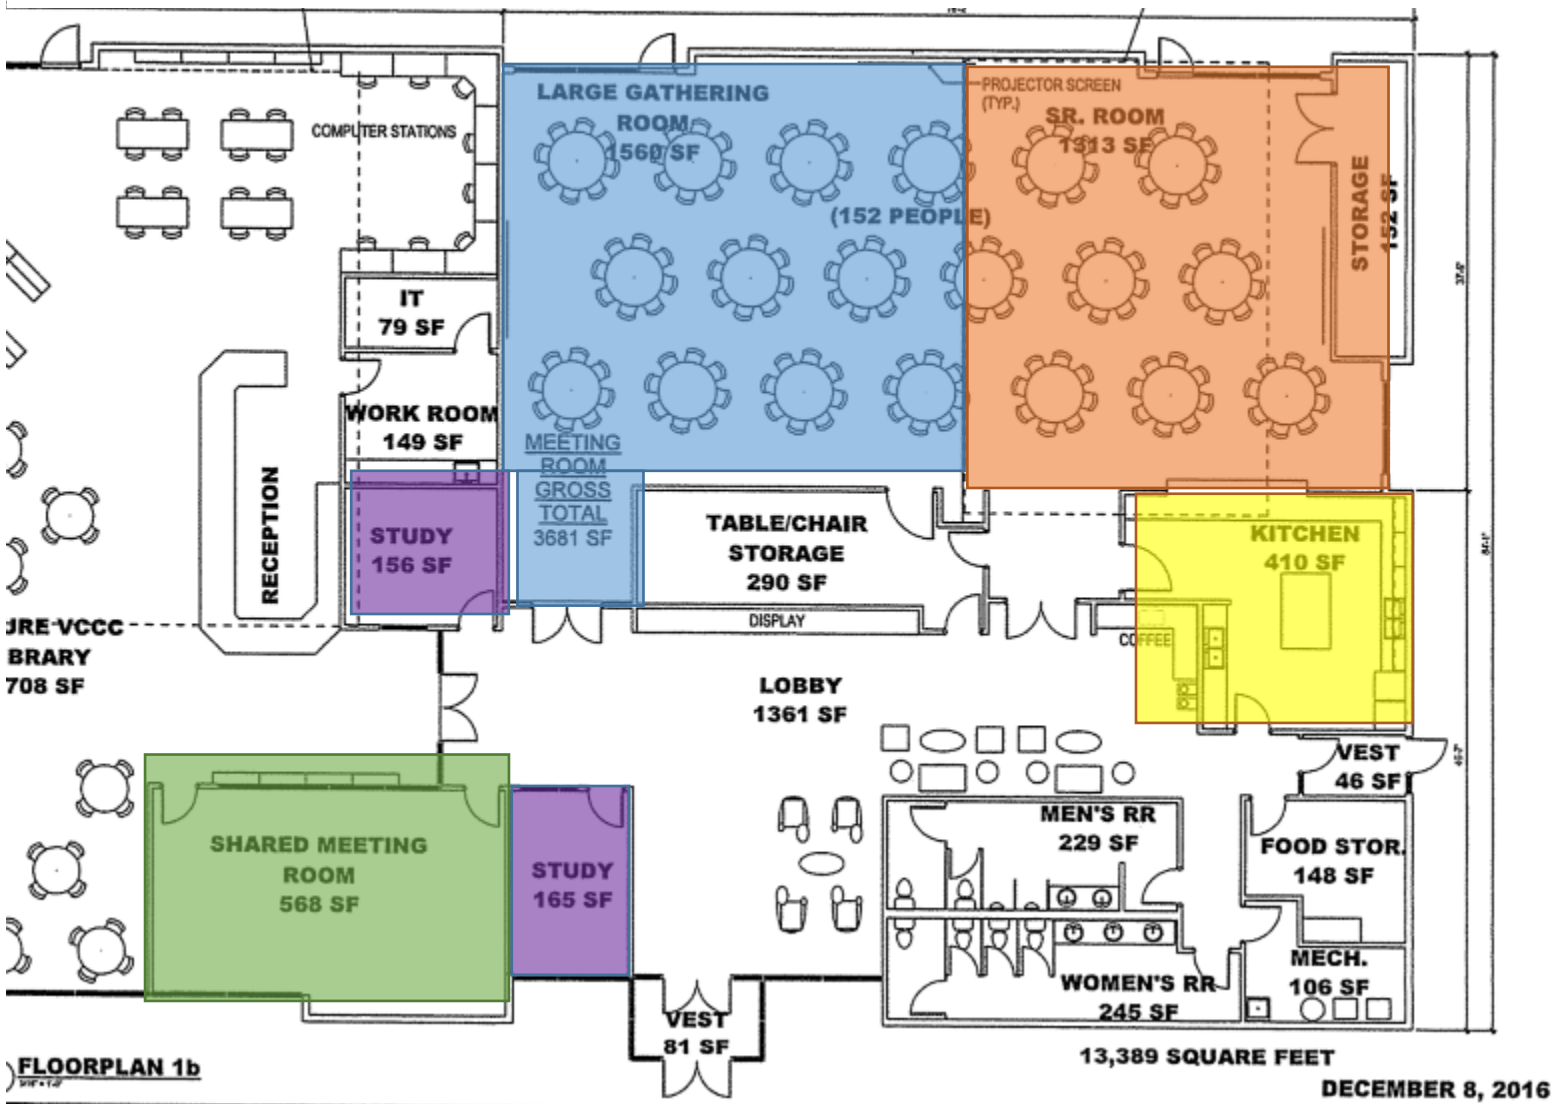 COMPUTER STATIONS
LARGE GATHERING
ROOM
1560 SF
PROJECTOR SCREEN
(TYP.)
SR. ROOM
1313 SF
(152 PEOPLE)
STORAGE
152 SF
IT
79 SF
WORK ROOM
149 SF
MEETING
ROOM
GROSS
TOTAL
3681 SF
RECEPTION
STUDY
156 SF
TABLE/CHAIR
STORAGE
290 SF
KITCHEN
410 SF
DISPLAY
COFFEE
URE VCCC
BRARY
708 SF
LOBBY
1361 SF
VEST
46 SF
SHARED MEETING
ROOM
568 SF
STUDY
165 SF
MEN'S RR
229 SF
FOOD STOR.
148 SF
WOMEN'S RR
245 SF
MECH.
106 SF
VEST
81 SF
FLOORPLAN 1b
13,389 SQUARE FEET
DECEMBER 8, 2016